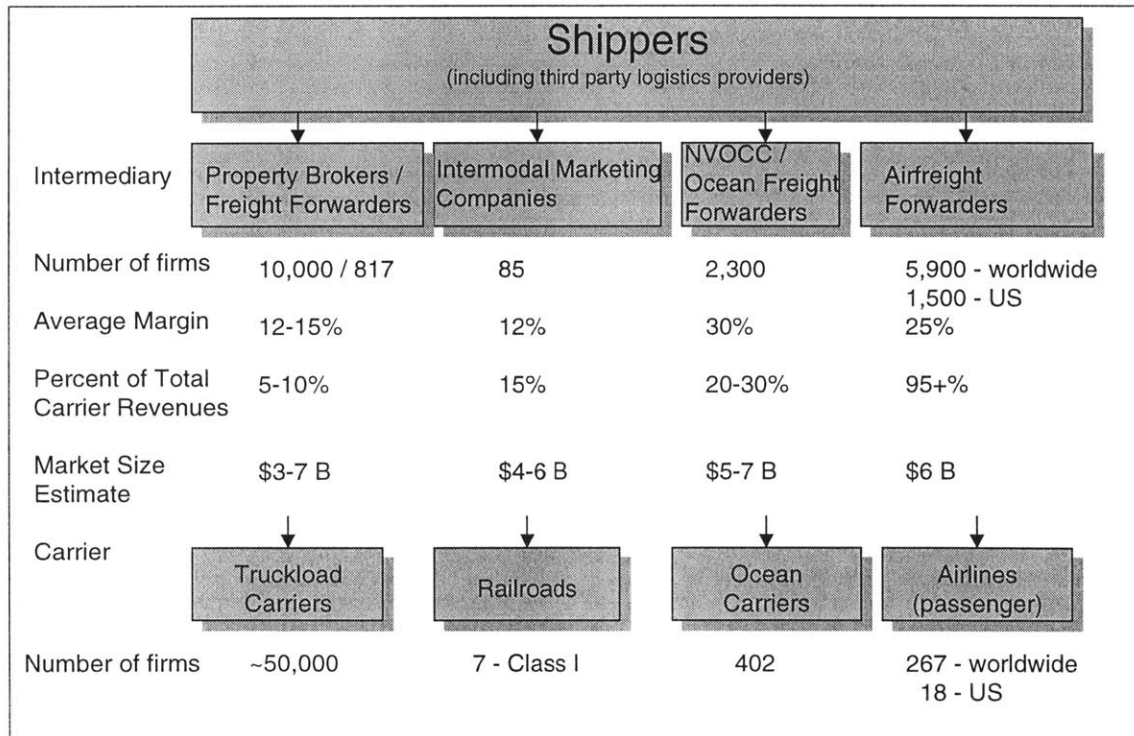 Shippers
(including third party logistics providers)
Intermediary
Property Brokers /
Freight Forwarders
Intermodal Marketing
Companies
NVOCC /
Ocean Freight
Forwarders
Airfreight
Forwarders
Number of firms
10,000 / 817
85
2,300
5,900 - worldwide
1,500 - US
Average Margin
12-15%
12%
30%
25%
Percent of Total
Carrier Revenues
5-10%
15%
20-30%
95+%
Market Size
Estimate
$3-7 B
$4-6 B
$5-7 B
$6 B
Carrier
Truckload
Carriers
Railroads
Ocean
Carriers
Airlines
(passenger)
Number of firms
~50,000
7 - Class I
402
267 - worldwide
18 - US